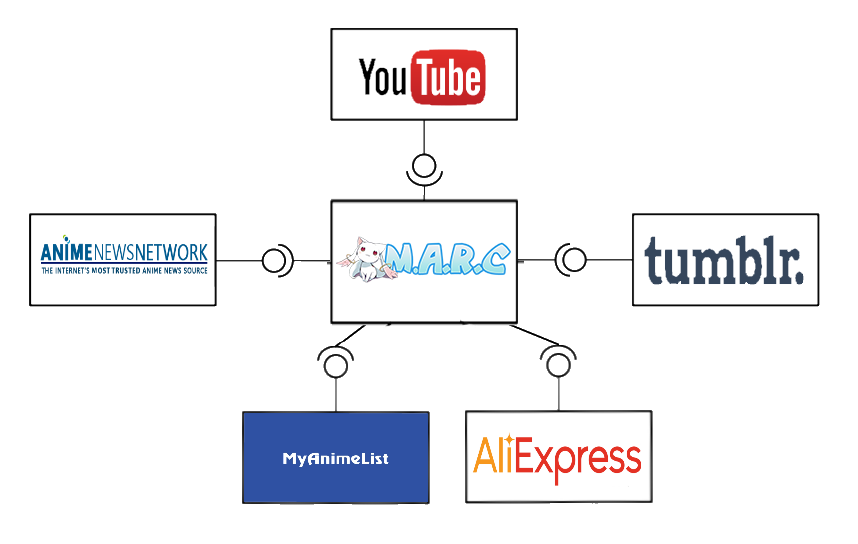 YouTube
ANIMENEWSNETWORK
THE INTERNET'S MOST TRUSTED ANIME NEWS SOURCE
M.A.R.C
tumblr.
MyAnimeList
AliExpress